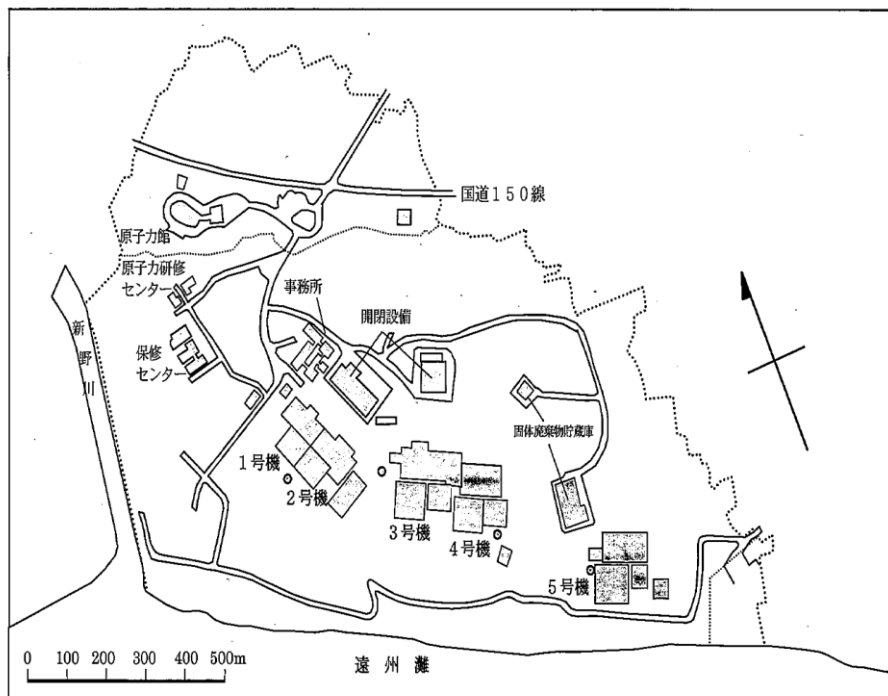 国道150線
原子力館
原子力研修
センター
事務所
開閉設備
新野川
保修
センター
固体廃棄物貯蔵庫
1号機
2号機
3号機
4号機
5号機
0 100 200 300 400 500m
遠州灘